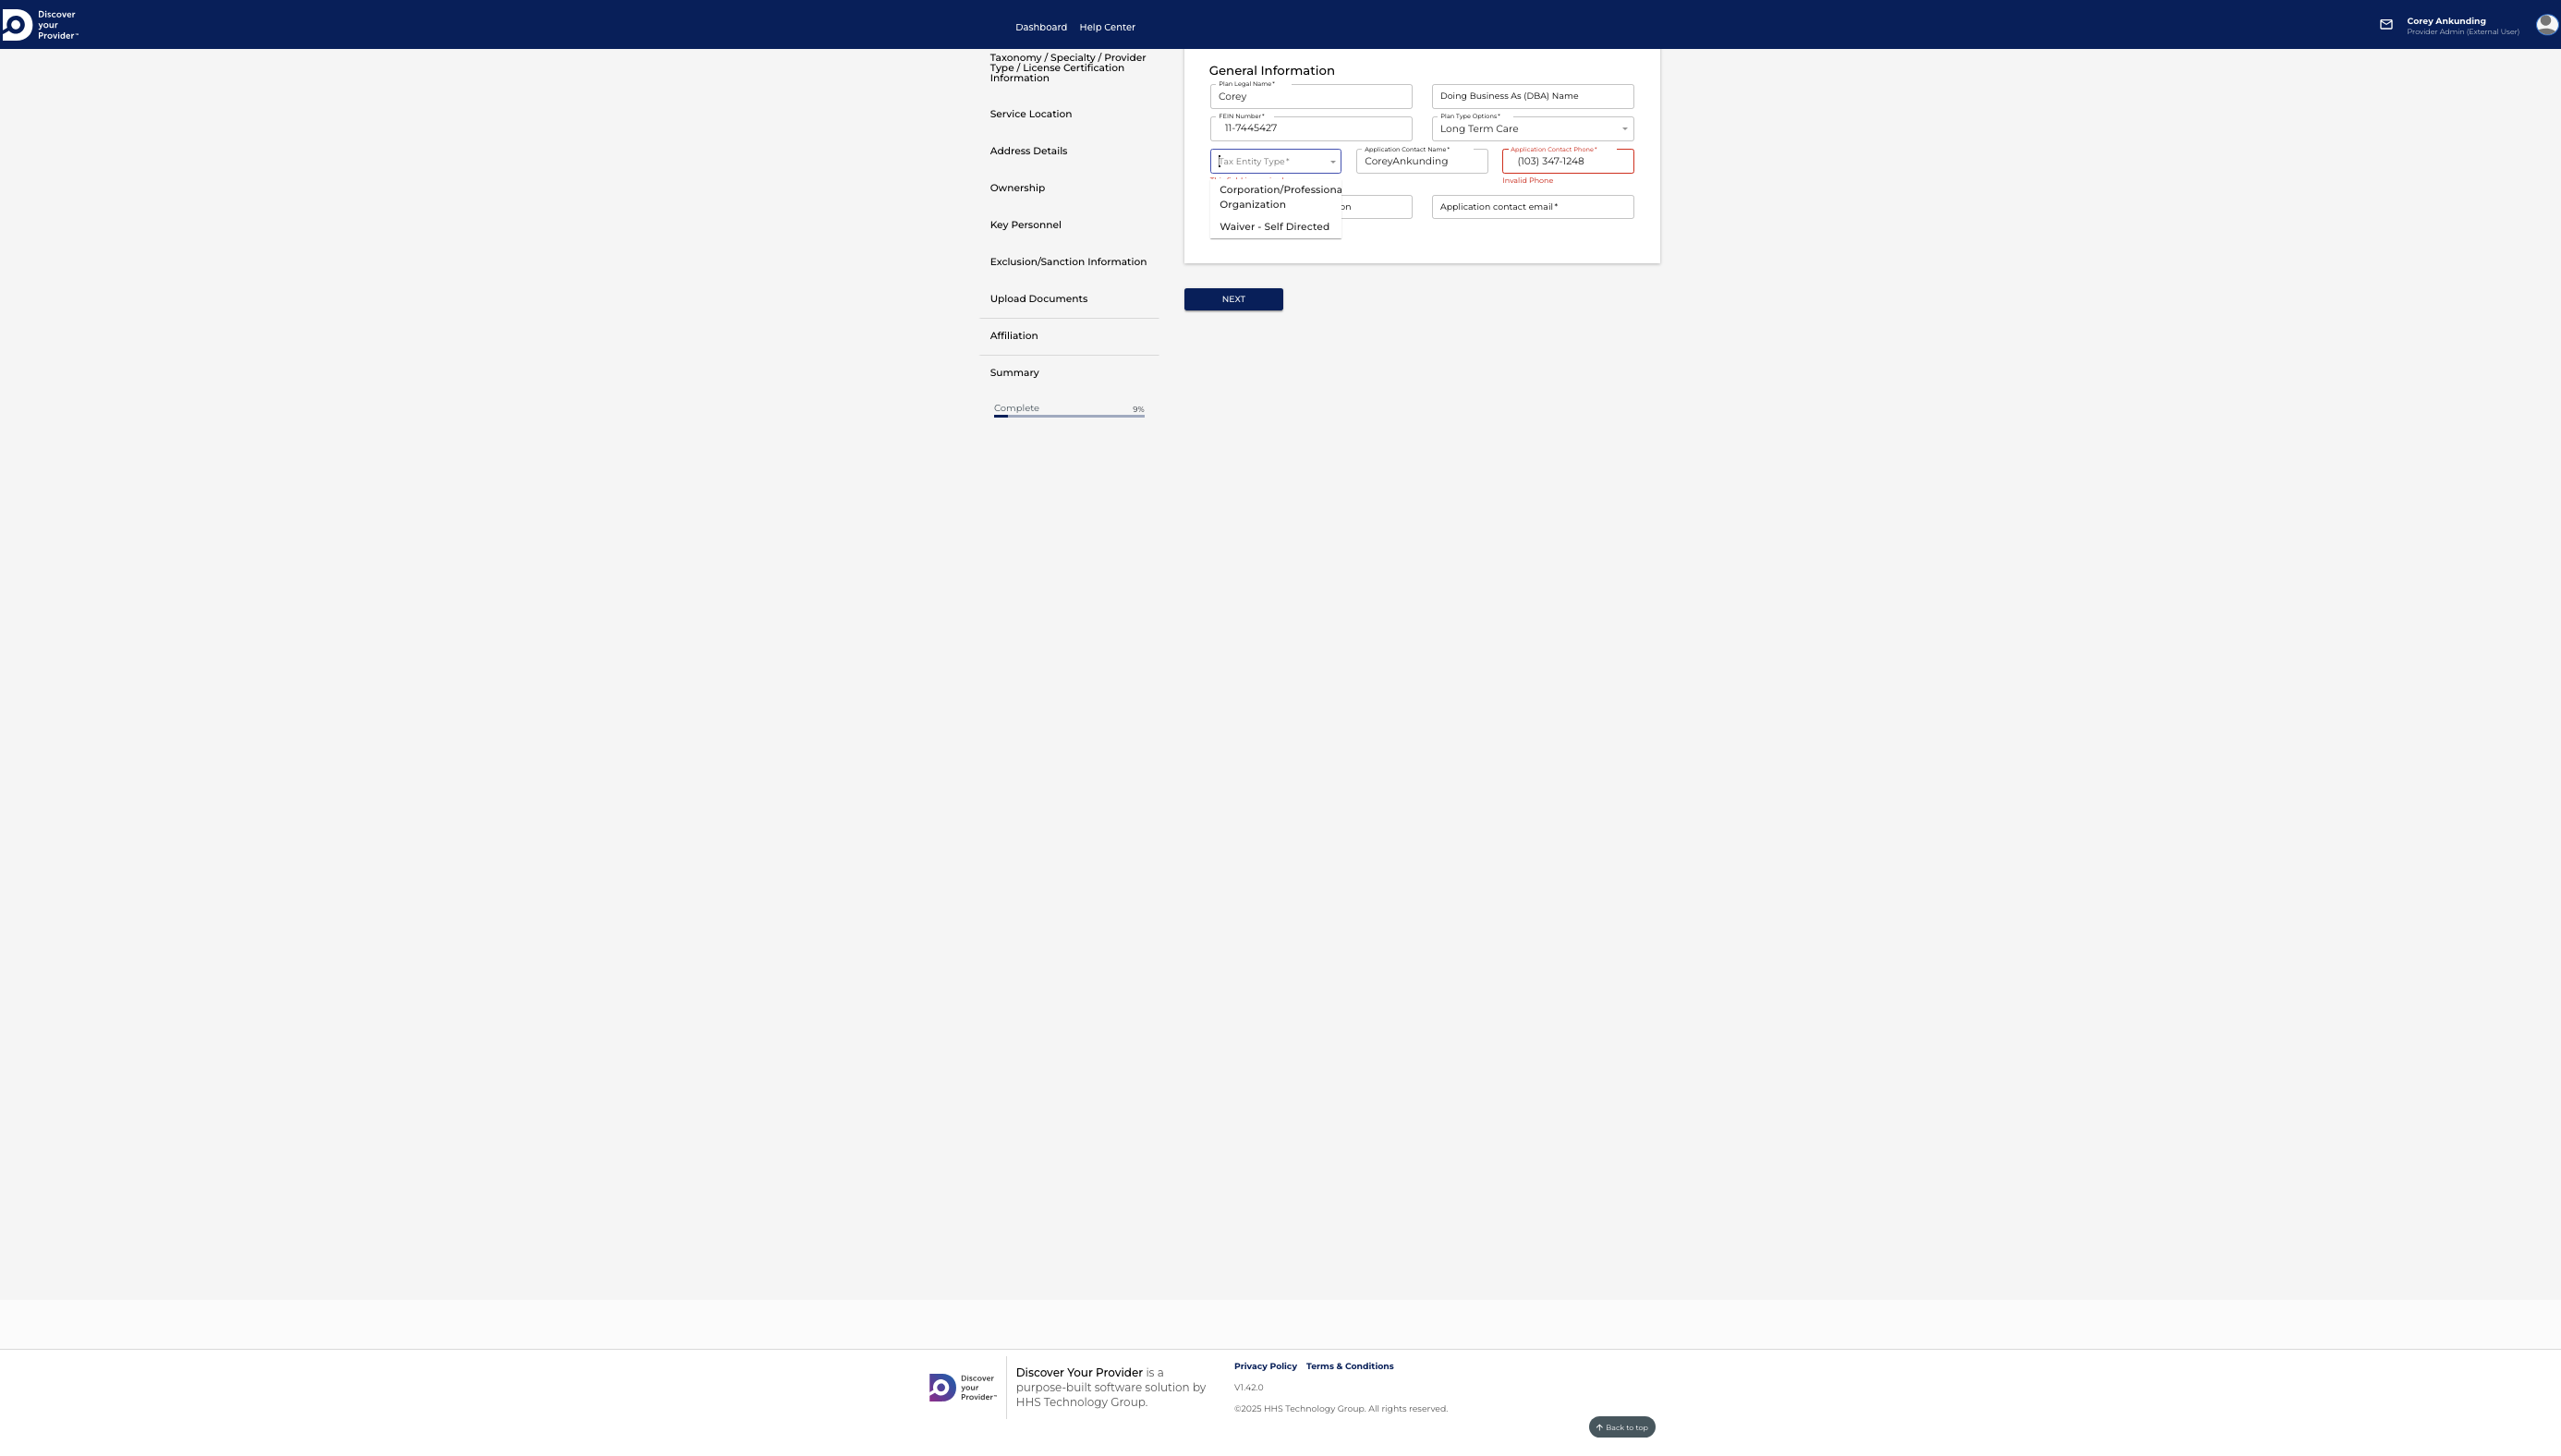 Discover
your
Provider™
Dashboard Help Center
Corey Ankunding
Provider Admin (External User)
Taxonomy / Specialty / Provider
Type / License Certification
Information
Service Location
Address Details
Ownership
Key Personnel
Exclusion/Sanction Information
Upload Documents
Affiliation
Summary
Complete 9%
General Information
Plan Legal Name *
Corey
Doing Business As (DBA) Name
FEIN Number *
11-7445427
Plan Type Options *
Long Term Care
Tax Entity Type *
Application Contact Name *
CoreyAnkunding
Application Contact Phone *
(103) 347-1248
Invalid Phone
Corporation/Professiona
Organization
Waiver - Self Directed
on
Application contact email *
NEXT
Discover
your
Provider™
Discover Your Provider is a
purpose-built software solution by
HHS Technology Group.
Privacy Policy Terms & Conditions
V1.42.0
©2025 HHS Technology Group. All rights reserved.
Back to top